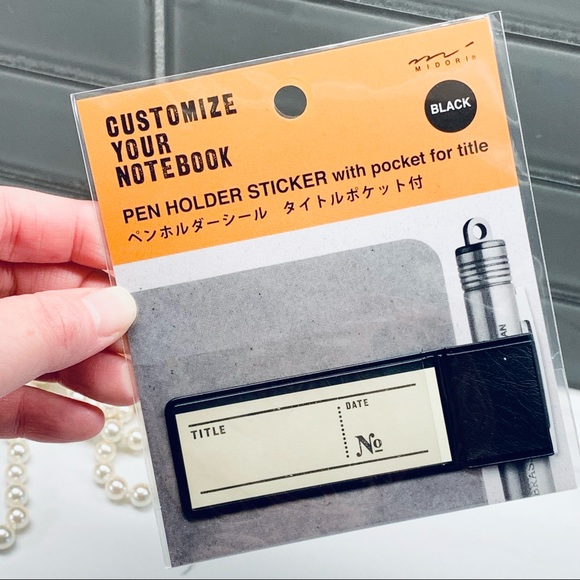 MIDORI®
CUSTOMIZE
YOUR
NOTEBOOK
BLACK
PEN HOLDER STICKER with pocket for title
ペンホルダーシール タイトルポケット付
TITLE
DATE
No